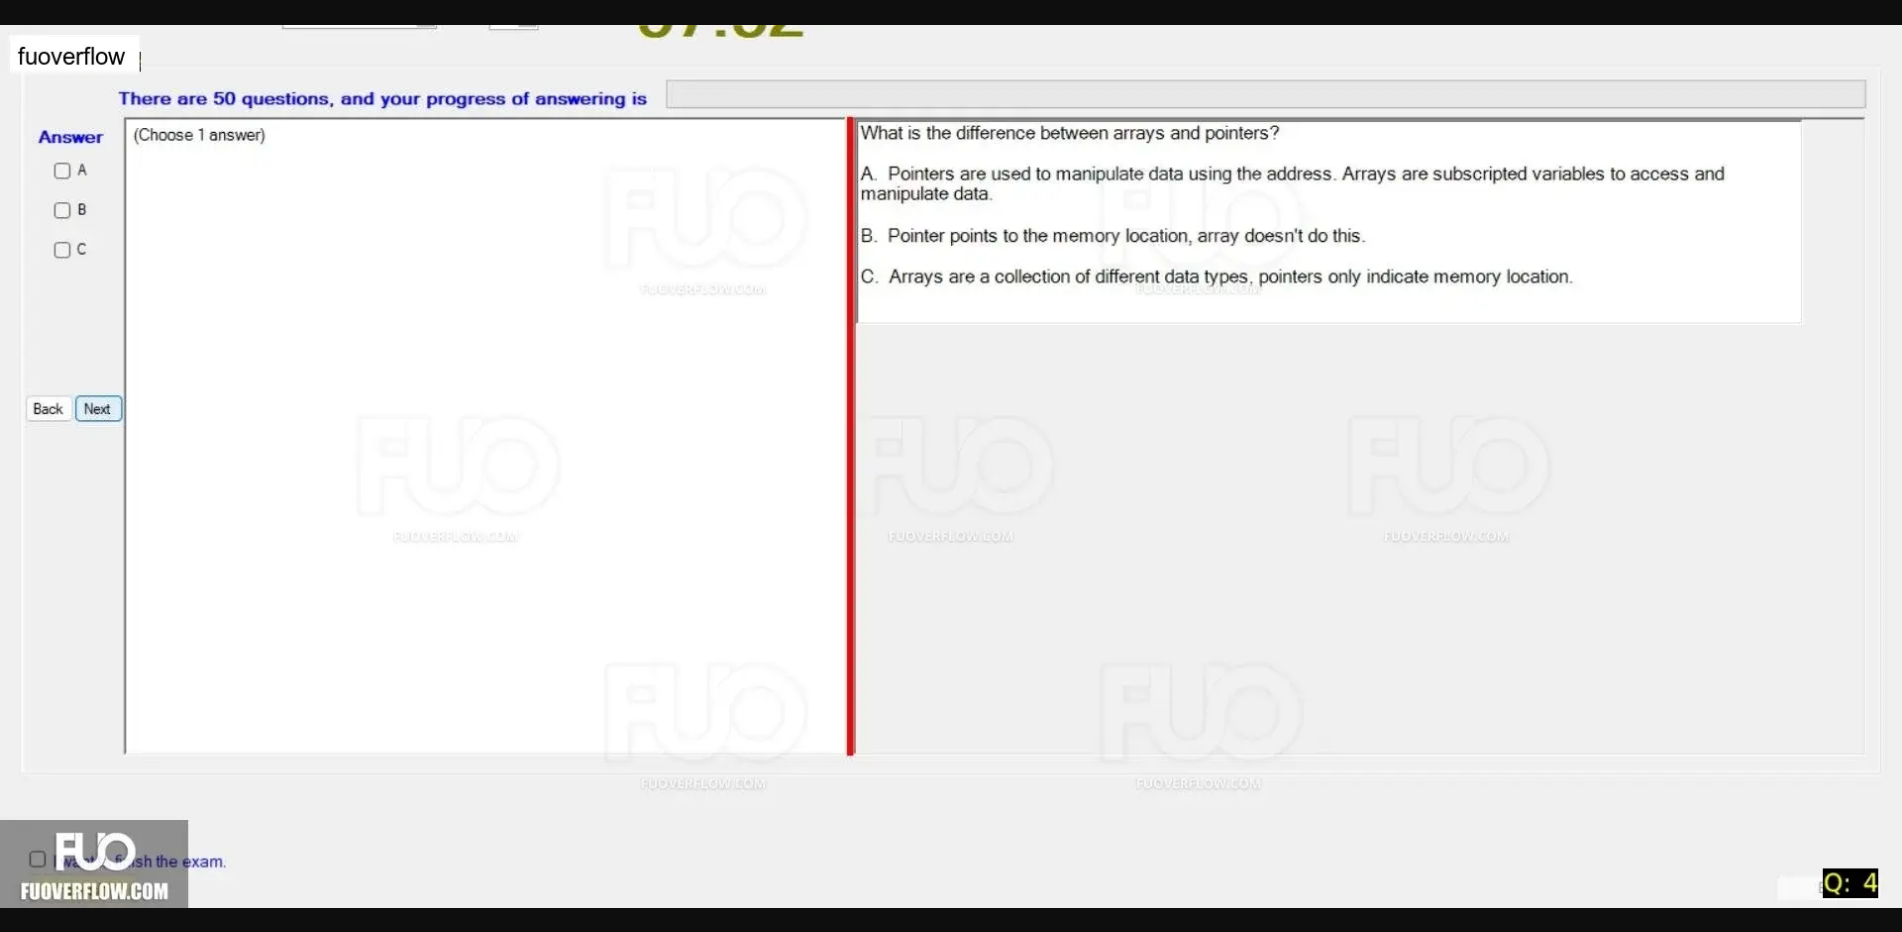 fuoverflow
There are 50 questions, and your progress of answering is
Answer
(Choose 1 answer)
A
B
C
Back Next
What is the difference between arrays and pointers?
A. Pointers are used to manipulate data using the address. Arrays are subscripted variables to access and
manipulate data.
B. Pointer points to the memory location, array doesn't do this.
C. Arrays are a collection of different data types, pointers only indicate memory location.
FUO
FUOVERFLOW.COM
FUO
FUOVERFLOW.COM
FUO
FUOVERFLOW.COM
FUO
FUOVERFLOW.COM
FUO
FUOVERFLOW.COM
FUO
FUOVERFLOW.COM
FUO
FUOVERFLOW.COM
the exam.
FUO
FUOVERFLOW.COM
Q: 4